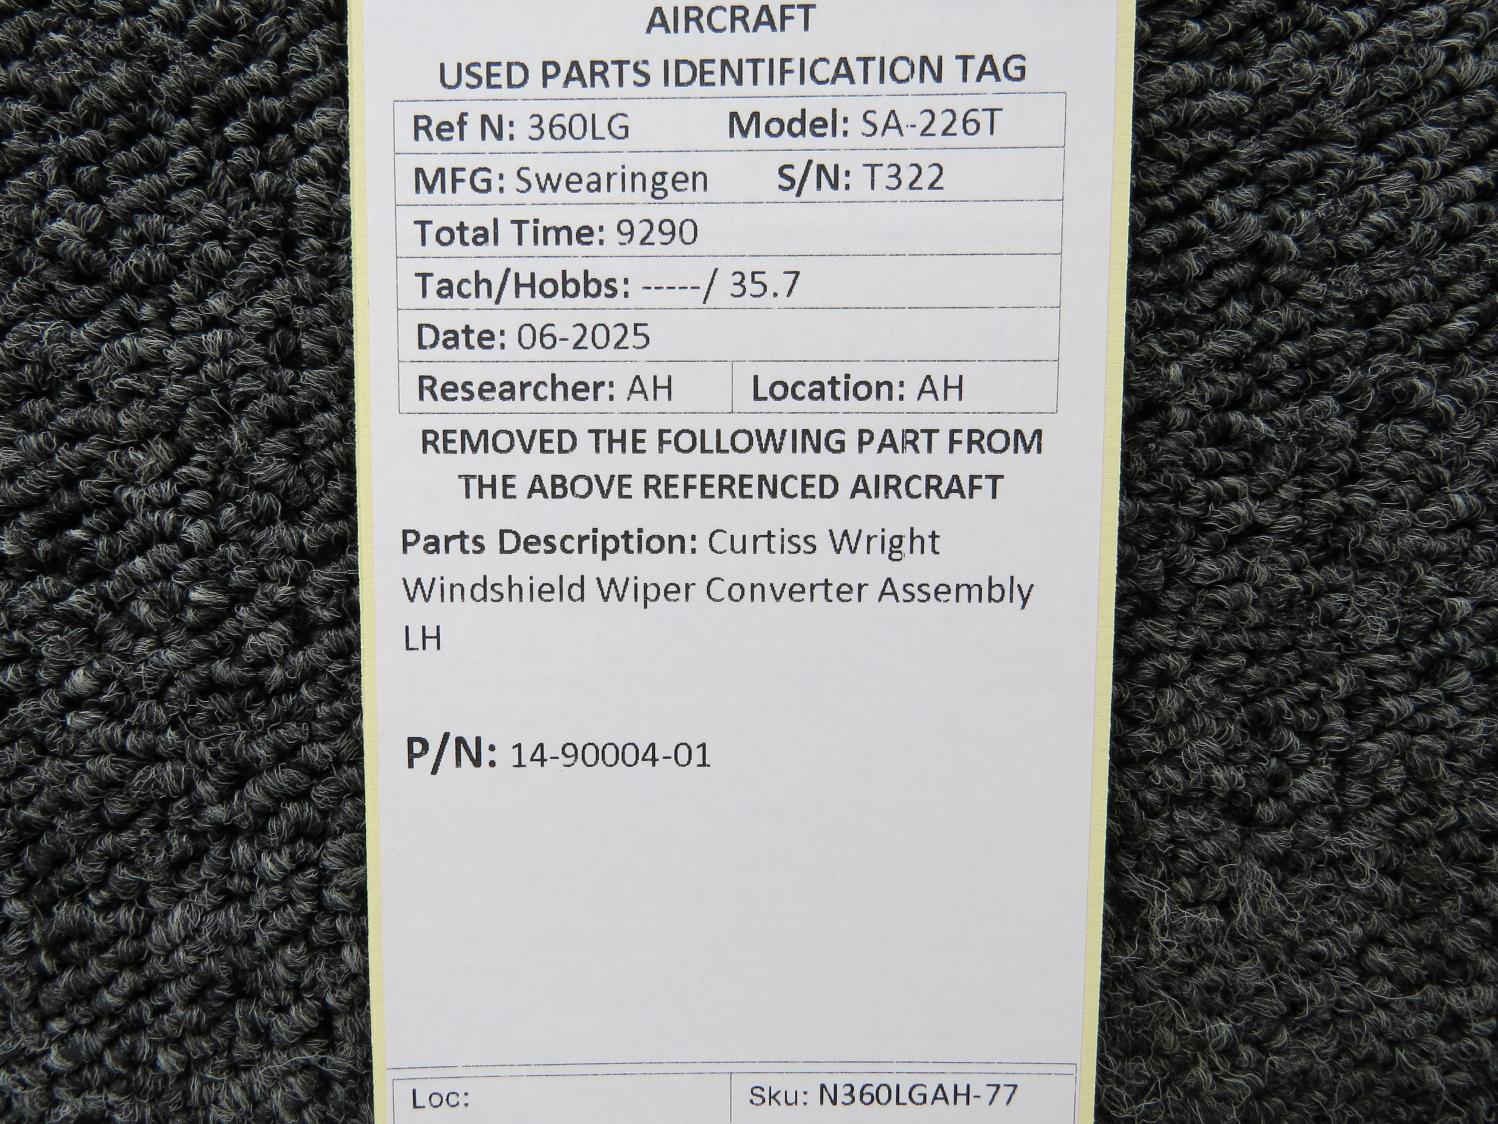 AIRCRAFT
USED PARTS IDENTIFICATION TAG
Ref N: 360LG Model: SA-226T
MFG: Swearingen S/N: T322
Total Time: 9290
Tach/Hobbs: -----/ 35.7
Date: 06-2025
Researcher: AH Location: AH
REMOVED THE FOLLOWING PART FROM
THE ABOVE REFERENCED AIRCRAFT
Parts Description: Curtiss Wright
Windshield Wiper Converter Assembly
LH
P/N: 14-90004-01
Loc: Sku: N360LGAH-77